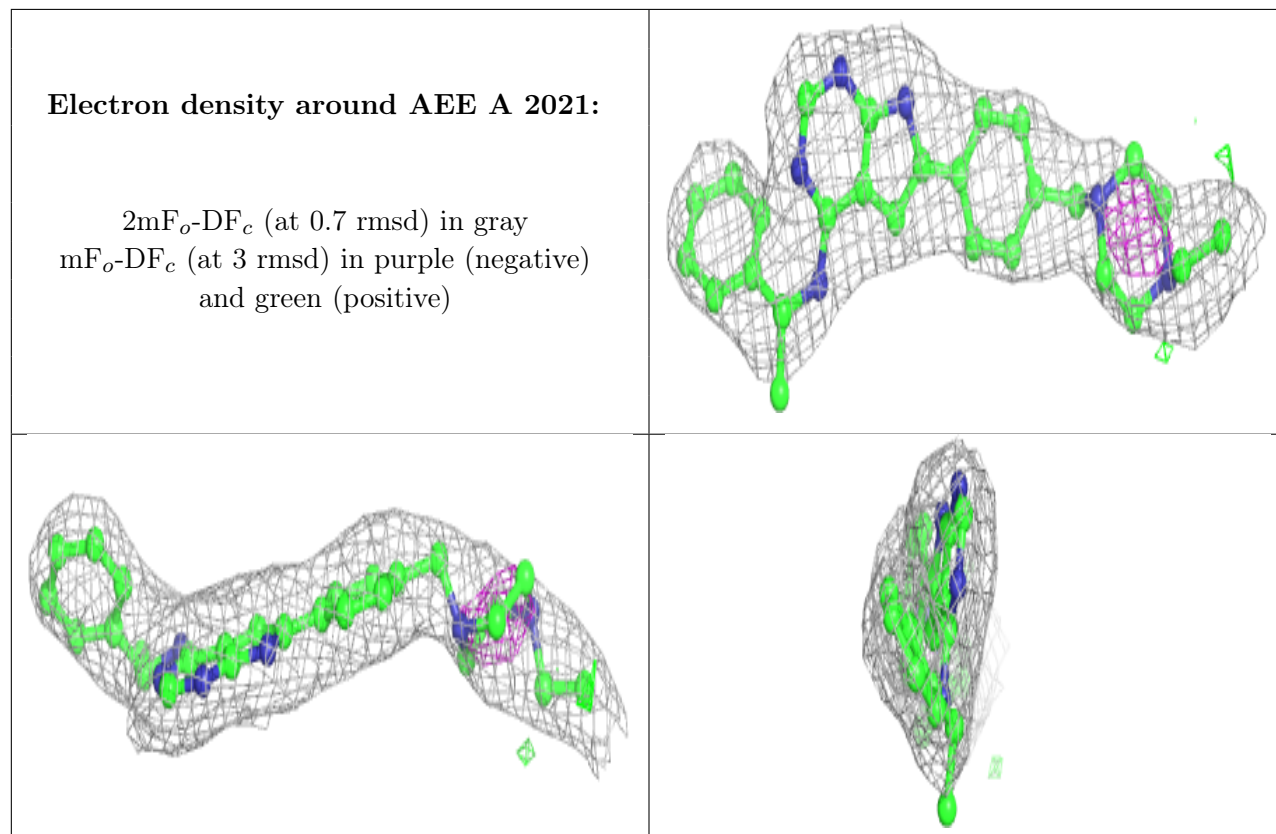 Electron density around AEE A 2021:
2mFo-DFc (at 0.7 rmsd) in gray
mFo-DFc (at 3 rmsd) in purple (negative)
and green (positive)